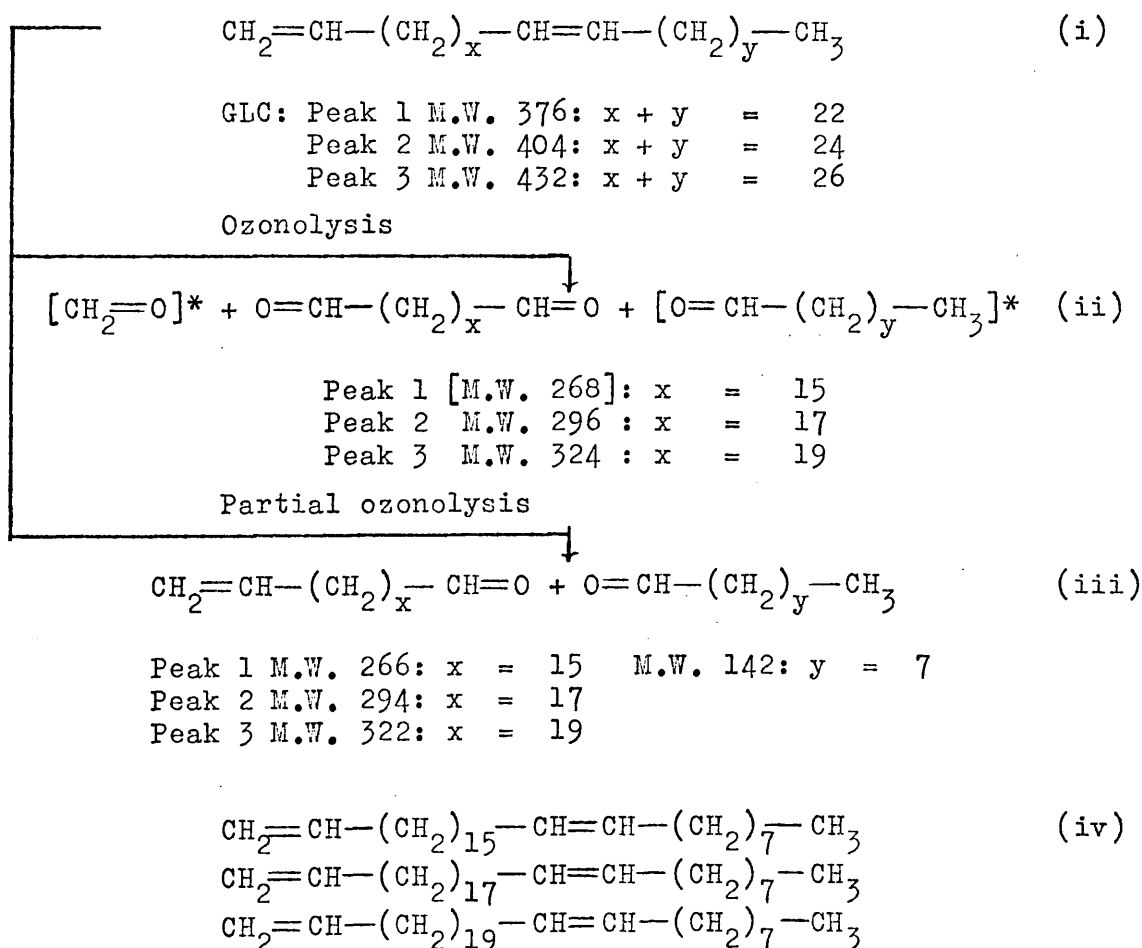 CH₂=CH—(CH₂)ₓ—CH=CH—(CH₂)ᵧ—CH₃ (i)
GLC: Peak 1 M.W. 376: x + y = 22
Peak 2 M.W. 404: x + y = 24
Peak 3 M.W. 432: x + y = 26
Ozonolysis
[CH₂=O]* + O=CH—(CH₂)ₓ—CH=O + [O=CH—(CH₂)ᵧ—CH₃]* (ii)
Peak 1 [M.W. 268]: x = 15
Peak 2 M.W. 296 : x = 17
Peak 3 M.W. 324 : x = 19
Partial ozonolysis
CH₂=CH—(CH₂)ₓ—CH=O + O=CH—(CH₂)ᵧ—CH₃ (iii)
Peak 1 M.W. 266: x = 15 M.W. 142: y = 7
Peak 2 M.W. 294: x = 17
Peak 3 M.W. 322: x = 19
CH₂=CH—(CH₂)₁₅—CH=CH—(CH₂)₇—CH₃ (iv)
CH₂=CH—(CH₂)₁₇—CH=CH—(CH₂)₇—CH₃
CH₂=CH—(CH₂)₁₉—CH=CH—(CH₂)₇—CH₃